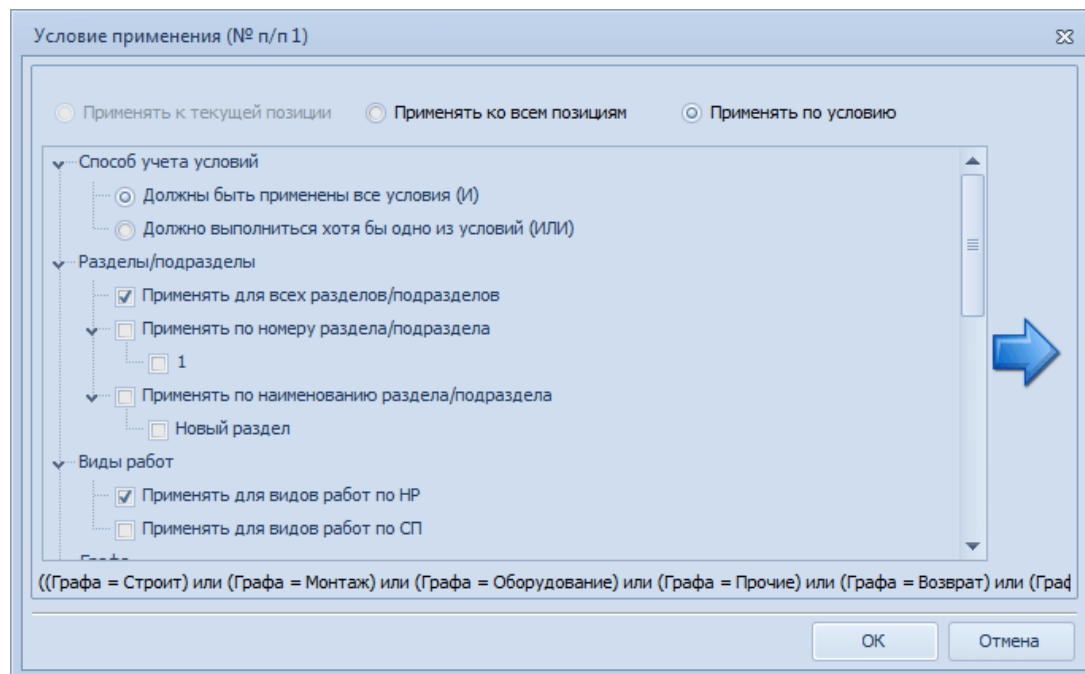 Условие применения (№ п/п 1)
Применять к текущей позиции Применять ко всем позициям Применять по условию
Способ учета условий
Должны быть применены все условия (И)
Должно выполниться хотя бы одно из условий (ИЛИ)
Разделы/подразделы
Применять для всех разделов/подразделов
Применять по номеру раздела/подраздела
1
Применять по наименованию раздела/подраздела
Новый раздел
Виды работ
Применять для видов работ по НР
Применять для видов работ по СП
((Графа = Строит) или (Графа = Монтаж) или (Графа = Оборудование) или (Графа = Прочие) или (Графа = Возврат) или (Граф
ОК Отмена